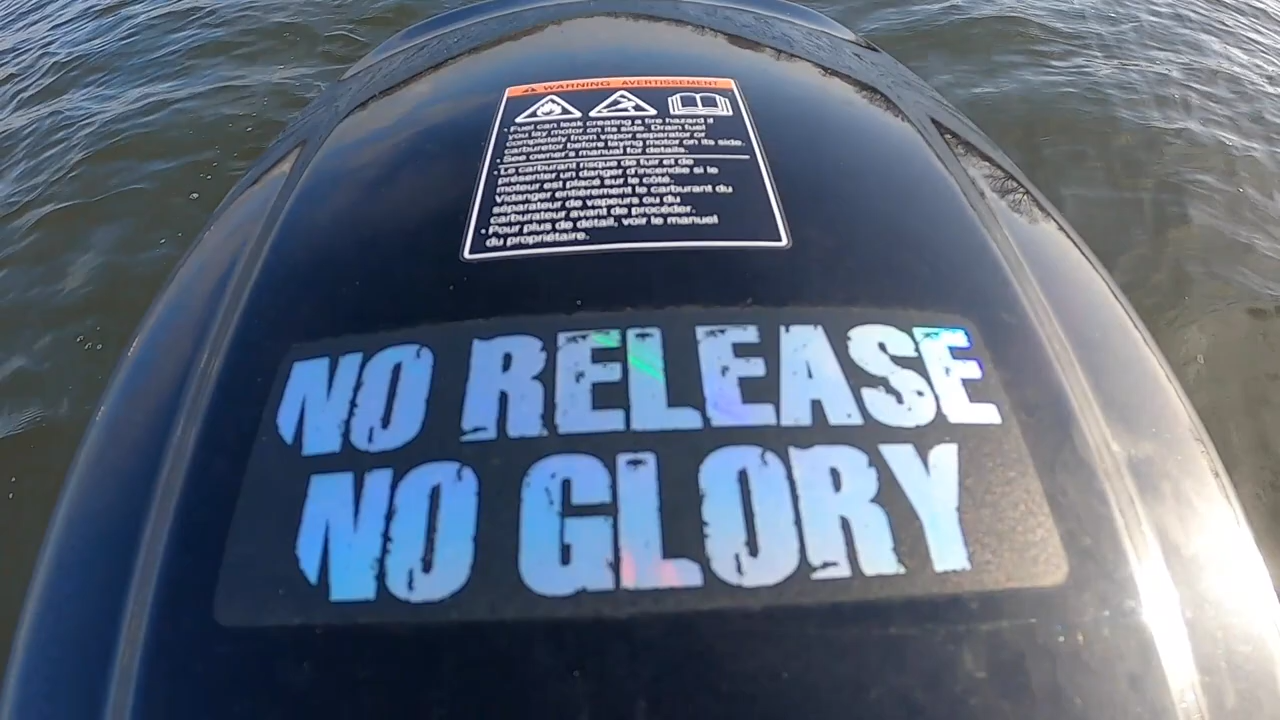 WARNING AVERTISSEMENT
• Fuel can leak creating a fire hazard if
you lay motor on its side. Drain fuel
completely from vapor separator or
carburetor before laying motor on its side.
• See owner's manual for details.
• Le carburant risque de fuir et de
présenter un danger d'incendie si le
moteur est placé sur le côté.
Vidanger entièrement le carburant du
séparateur de vapeurs ou du
carburateur avant de procéder.
• Pour plus de détail, voir le manuel
du propriétaire.
NO RELEASE
NO GLORY